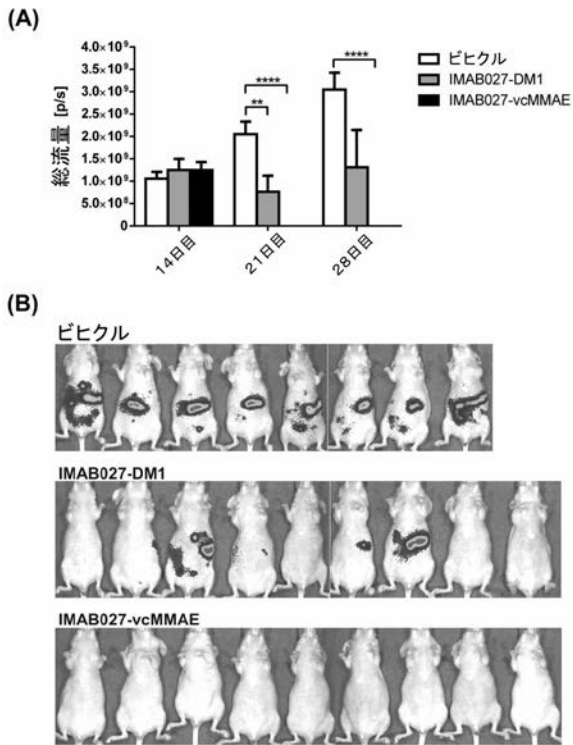 (A)
総流量 [p/s]
4.0×10⁹
3.5×10⁹
3.0×10⁹
2.5×10⁹
2.0×10⁹
1.5×10⁹
1.0×10⁹
5.0×10⁸
0
****
**
****
ビヒクル
IMAB027-DM1
IMAB027-vcMMAE
14日目
21日目
28日目
(B)
ビヒクル
IMAB027-DM1
IMAB027-vcMMAE